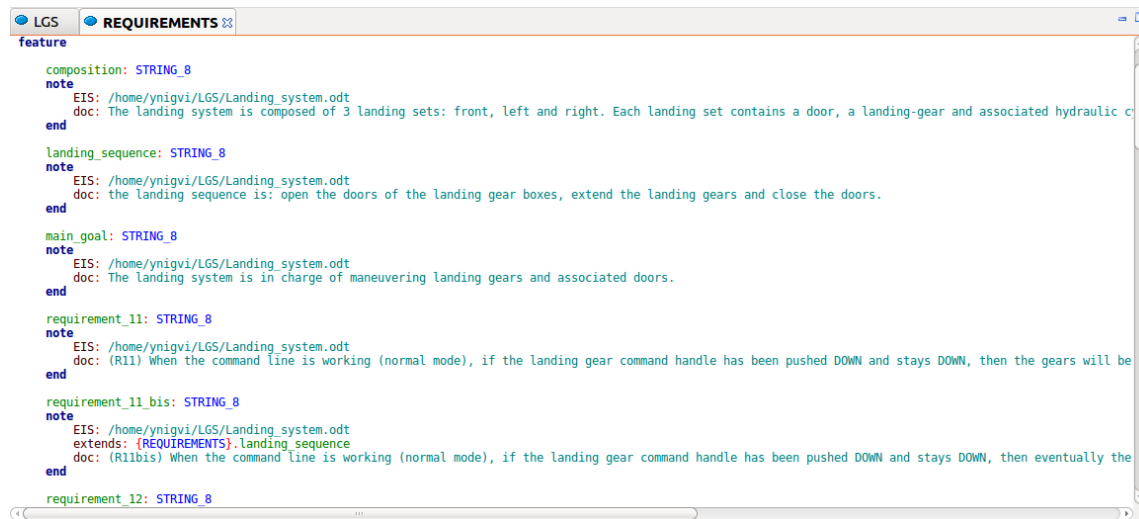 LGS REQUIREMENTS
feature
composition: STRING_8
note
EIS: /home/ynigvi/LGS/Landing_system.odt
doc: The landing system is composed of 3 landing sets: front, left and right. Each landing set contains a door, a landing-gear and associated hydraulic
end
landing_sequence: STRING_8
note
EIS: /home/ynigvi/LGS/Landing_system.odt
doc: the landing sequence is: open the doors of the landing gear boxes, extend the landing gears and close the doors.
end
main_goal: STRING_8
note
EIS: /home/ynigvi/LGS/Landing_system.odt
doc: The landing system is in charge of maneuvering landing gears and associated doors.
end
requirement_11: STRING_8
note
EIS: /home/ynigvi/LGS/Landing_system.odt
doc: (R11) When the command line is working (normal mode), if the landing gear command handle has been pushed DOWN and stays DOWN, then the gears will be
end
requirement_11_bis: STRING_8
note
EIS: /home/ynigvi/LGS/Landing_system.odt
extends: {REQUIREMENTS}.landing_sequence
doc: (R11bis) When the command line is working (normal mode), if the landing gear command handle has been pushed DOWN and stays DOWN, then eventually the
end
requirement_12: STRING_8